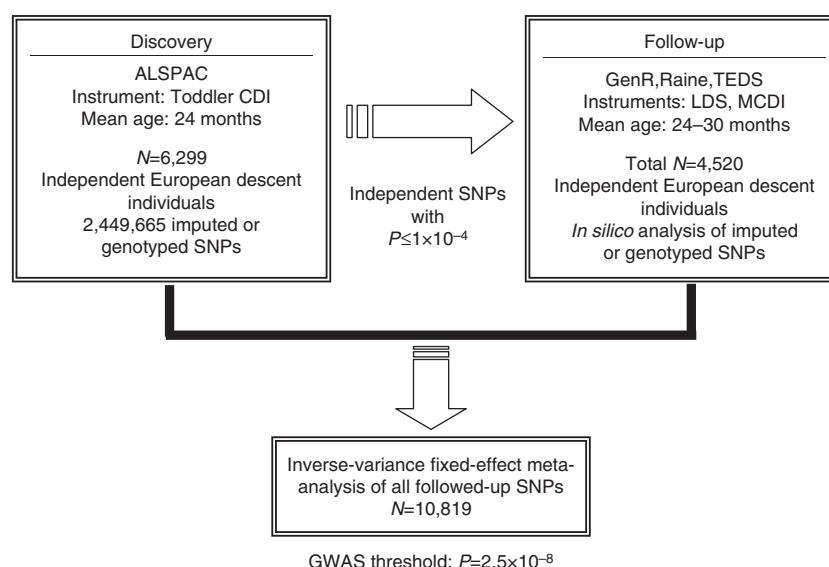 Discovery
ALSPAC
Instrument: Toddler CDI
Mean age: 24 months
N=6,299
Independent European descent
individuals
2,449,665 imputed or
genotyped SNPs
Independent SNPs
with
P≤1×10⁻⁴
Follow-up
GenR,Raine,TEDS
Instruments: LDS, MCDI
Mean age: 24–30 months
Total N=4,520
Independent European descent
individuals
In silico analysis of imputed
or genotyped SNPs
Inverse-variance fixed-effect meta-
analysis of all followed-up SNPs
N=10,819
GWAS threshold: P=2.5×10⁻⁸